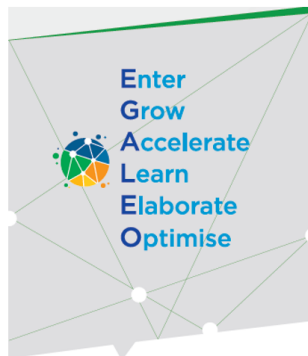 Enter
Grow
Accelerate
Learn
Elaborate
Optimise